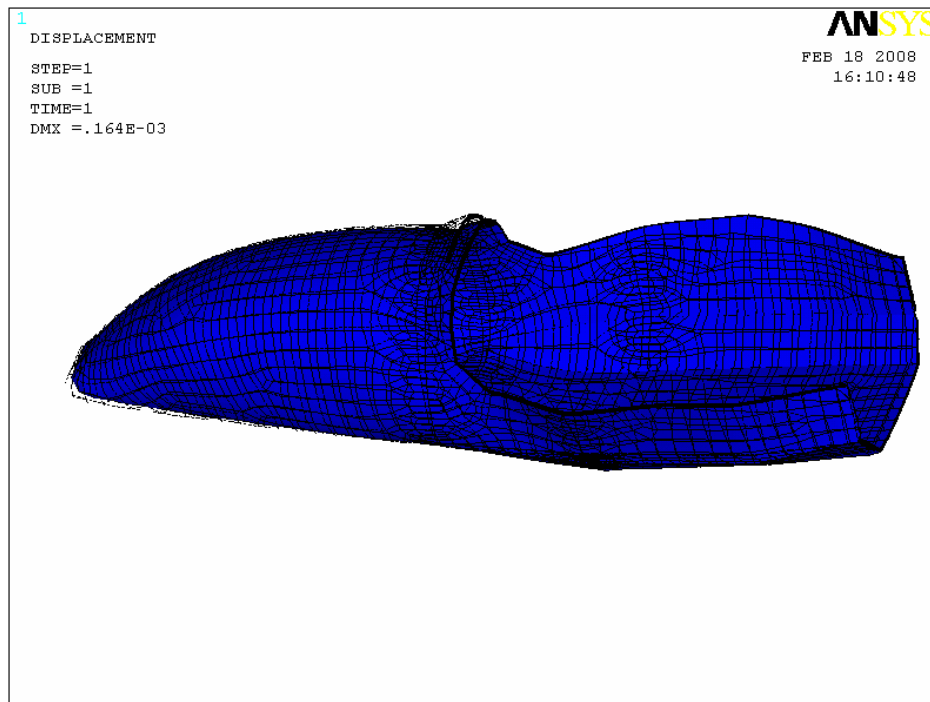 1
DISPLACEMENT
STEP=1
SUB =1
TIME=1
DMX =.164E-03
ANSYS
FEB 18 2008
16:10:48